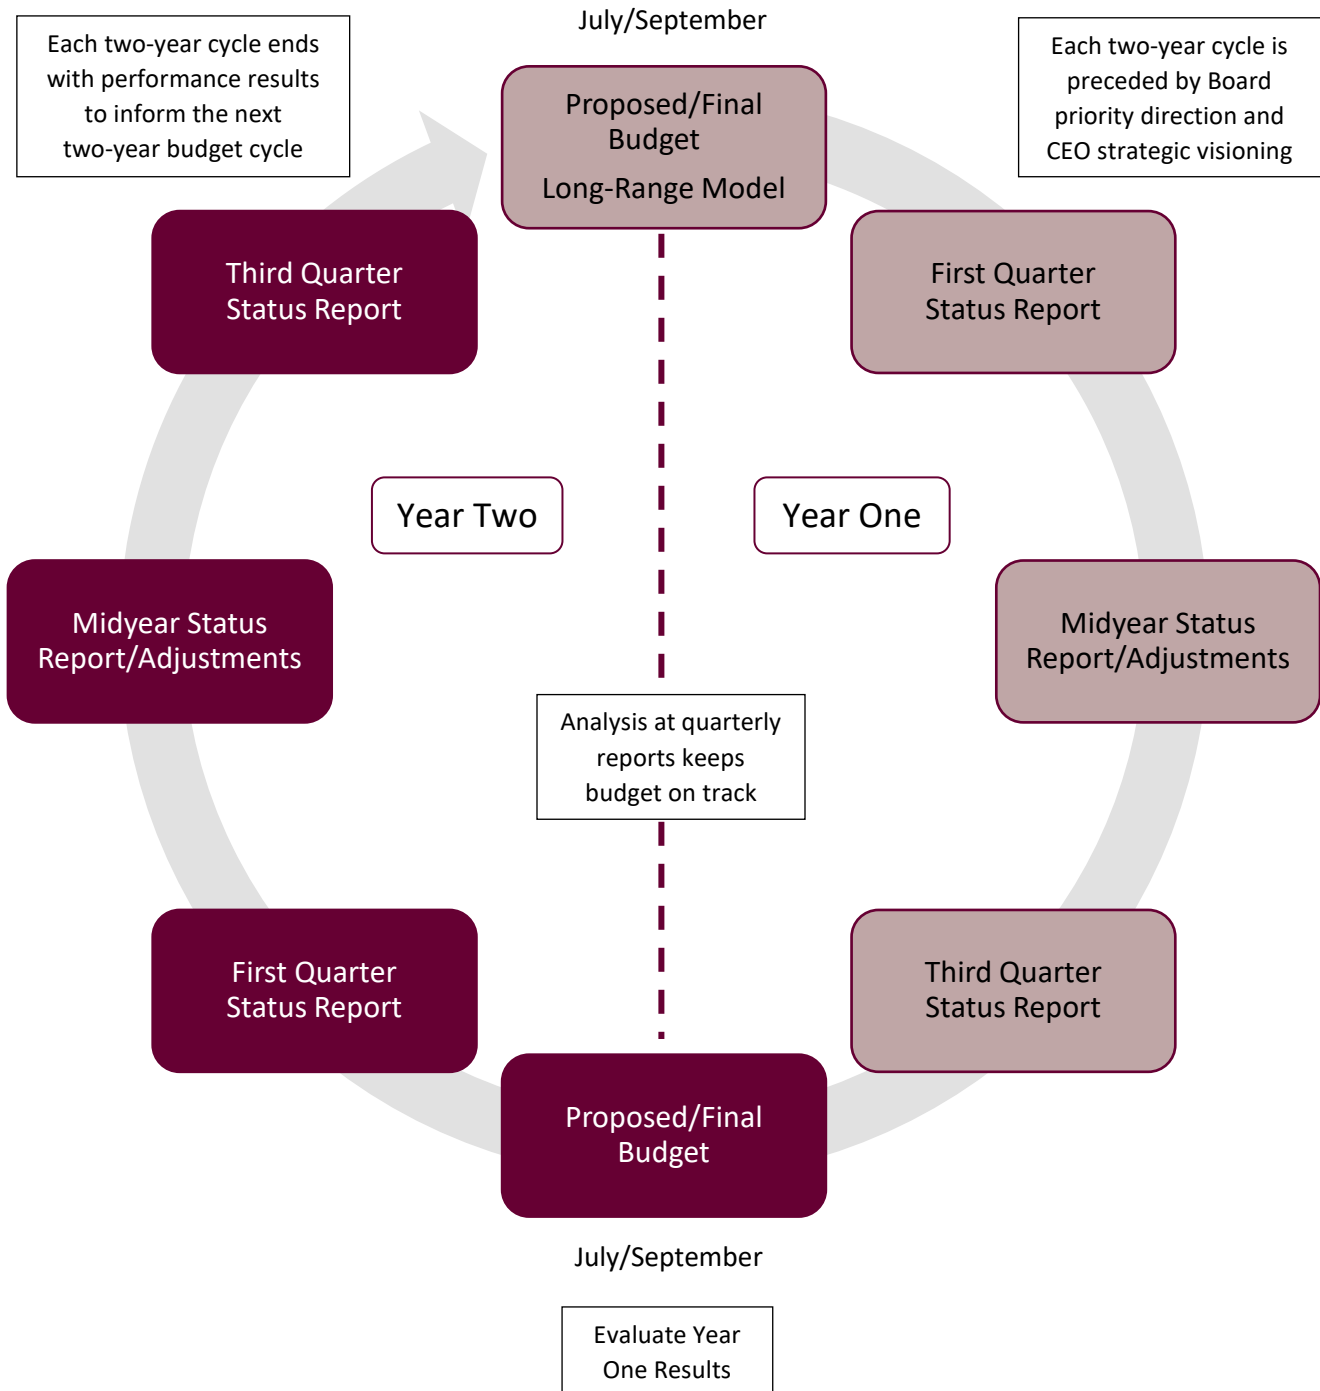 July/September
Each two-year cycle ends
with performance results
to inform the next
two-year budget cycle
Proposed/Final
Budget
Long-Range Model
Each two-year cycle is
preceded by Board
priority direction and
CEO strategic visioning
Third Quarter
Status Report
First Quarter
Status Report
Year Two
Year One
Midyear Status
Report/Adjustments
Midyear Status
Report/Adjustments
Analysis at quarterly
reports keeps
budget on track
First Quarter
Status Report
Third Quarter
Status Report
Proposed/Final
Budget
July/September
Evaluate Year
One Results